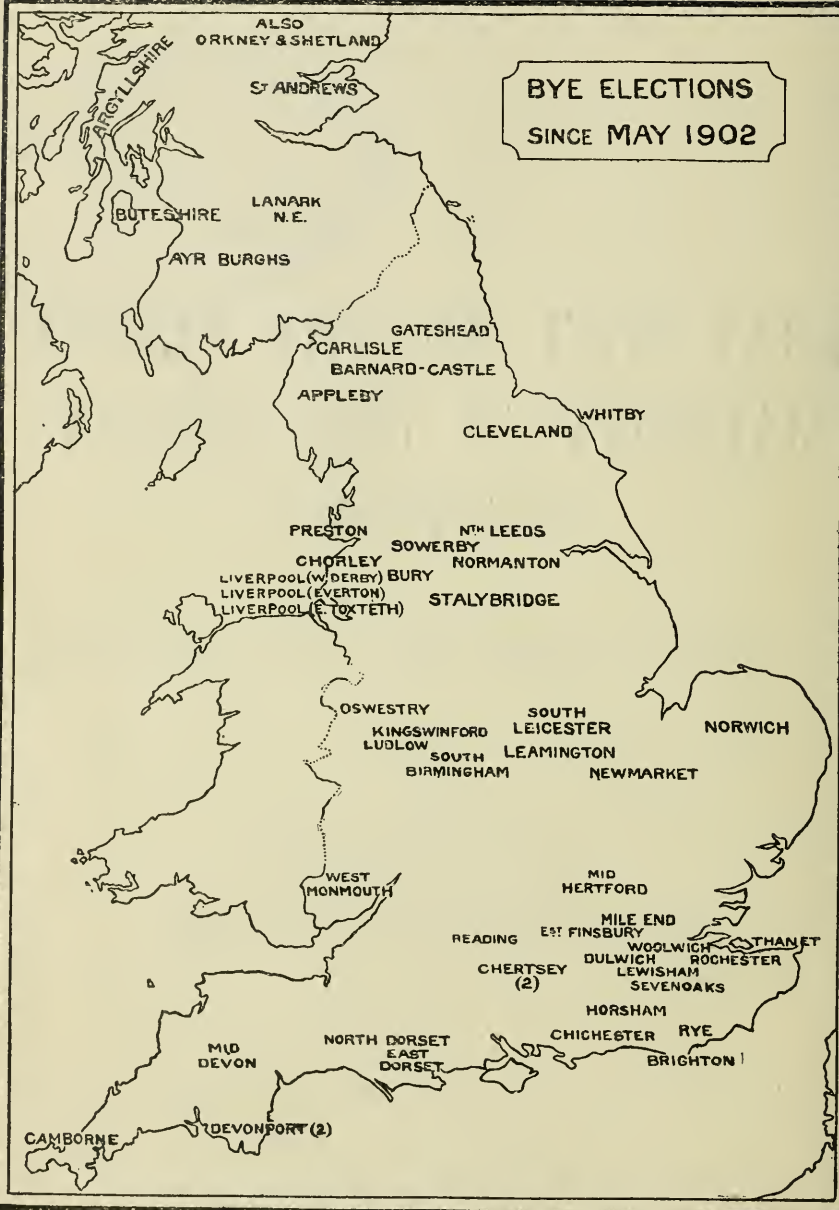 ALSO
ORKNEY & SHETLAND
ARGYLLSHIRE
ST ANDREWS
BYE ELECTIONS
SINCE MAY 1902
BUTESHIRE
LANARK
N.E.
AYR BURGHS
GATESHEAD
CARLISLE
BARNARD-CASTLE
APPLEBY
WHITBY
CLEVELAND
PRESTON
NTH LEEDS
SOWERBY
CHORLEY
NORMANTON
LIVERPOOL (W. DERBY)
BURY
LIVERPOOL (EVERTON)
LIVERPOOL (E. TOXTETH)
STALYBRIDGE
OSWESTRY
SOUTH
LEICESTER
NORWICH
KINGSWINFORD
LUDLOW
SOUTH
BIRMINGHAM
LEAMINGTON
NEWMARKET
WEST
MONMOUTH
MID
HERTFORD
MILE END
EST FINSBURY
READING
WOOLWICH
THANET
DULWICH
ROCHESTER
CHERTSEY
(2)
LEWISHAM
SEVENOAKS
HORSHAM
CHICHESTER
RYE
BRIGHTON
MID
DEVON
NORTH DORSET
EAST
DORSET
DEVONPORT (2)
CAMBORNE